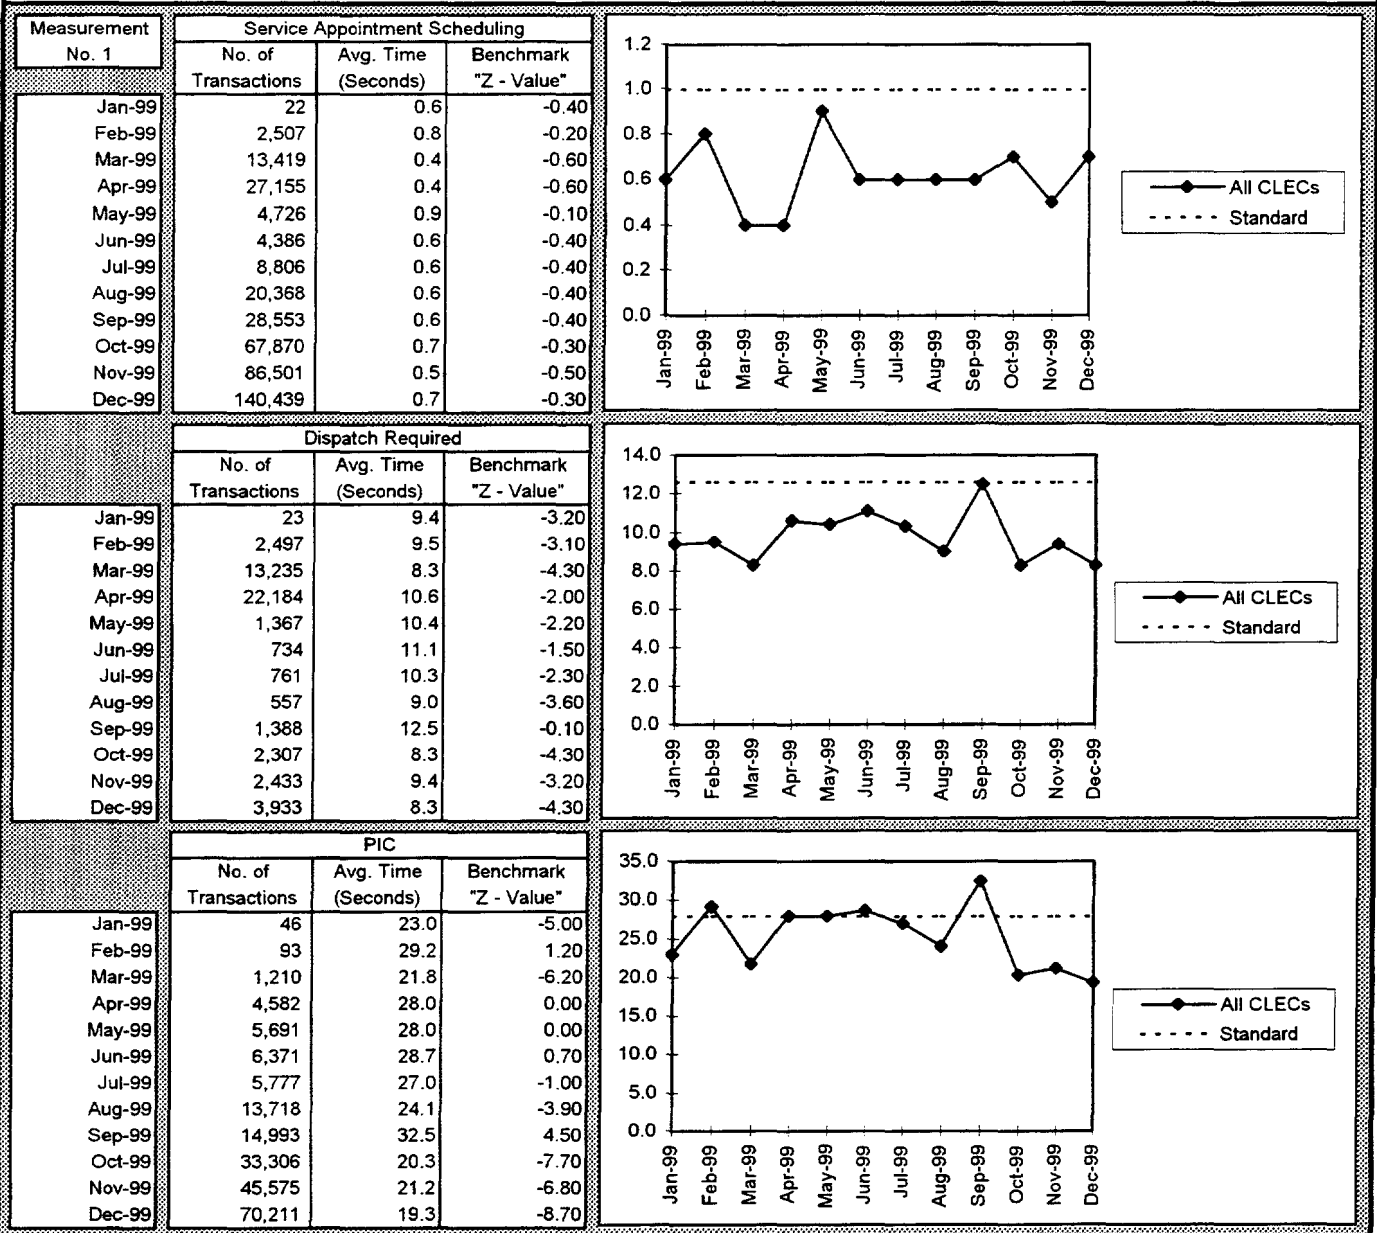 Measurement
No. 1
Service Appointment Scheduling
No. of Transactions Avg. Time (Seconds) Benchmark "Z - Value"
Jan-99 22 0.6 -0.40
Feb-99 2,507 0.8 -0.20
Mar-99 13,419 0.4 -0.60
Apr-99 27,155 0.4 -0.60
May-99 4,726 0.9 -0.10
Jun-99 4,386 0.6 -0.40
Jul-99 8,806 0.6 -0.40
Aug-99 20,368 0.6 -0.40
Sep-99 28,553 0.6 -0.40
Oct-99 67,870 0.7 -0.30
Nov-99 86,501 0.5 -0.50
Dec-99 140,439 0.7 -0.30
1.2
1.0
0.8
0.6
0.4
0.2
0.0
Jan-99 Feb-99 Mar-99 Apr-99 May-99 Jun-99 Jul-99 Aug-99 Sep-99 Oct-99 Nov-99 Dec-99
All CLECs
Standard
Dispatch Required
No. of Transactions Avg. Time (Seconds) Benchmark "Z - Value"
Jan-99 23 9.4 -3.20
Feb-99 2,497 9.5 -3.10
Mar-99 13,235 8.3 -4.30
Apr-99 22,184 10.6 -2.00
May-99 1,367 10.4 -2.20
Jun-99 734 11.1 -1.50
Jul-99 761 10.3 -2.30
Aug-99 557 9.0 -3.60
Sep-99 1,388 12.5 -0.10
Oct-99 2,307 8.3 -4.30
Nov-99 2,433 9.4 -3.20
Dec-99 3,933 8.3 -4.30
14.0
12.0
10.0
8.0
6.0
4.0
2.0
0.0
Jan-99 Feb-99 Mar-99 Apr-99 May-99 Jun-99 Jul-99 Aug-99 Sep-99 Oct-99 Nov-99 Dec-99
All CLECs
Standard
PIC
No. of Transactions Avg. Time (Seconds) Benchmark "Z - Value"
Jan-99 46 23.0 -5.00
Feb-99 93 29.2 1.20
Mar-99 1,210 21.8 -6.20
Apr-99 4,582 28.0 0.00
May-99 5,691 28.0 0.00
Jun-99 6,371 28.7 0.70
Jul-99 5,777 27.0 -1.00
Aug-99 13,718 24.1 -3.90
Sep-99 14,993 32.5 4.50
Oct-99 33,306 20.3 -7.70
Nov-99 45,575 21.2 -6.80
Dec-99 70,211 19.3 -8.70
35.0
30.0
25.0
20.0
15.0
10.0
5.0
0.0
Jan-99 Feb-99 Mar-99 Apr-99 May-99 Jun-99 Jul-99 Aug-99 Sep-99 Oct-99 Nov-99 Dec-99
All CLECs
Standard